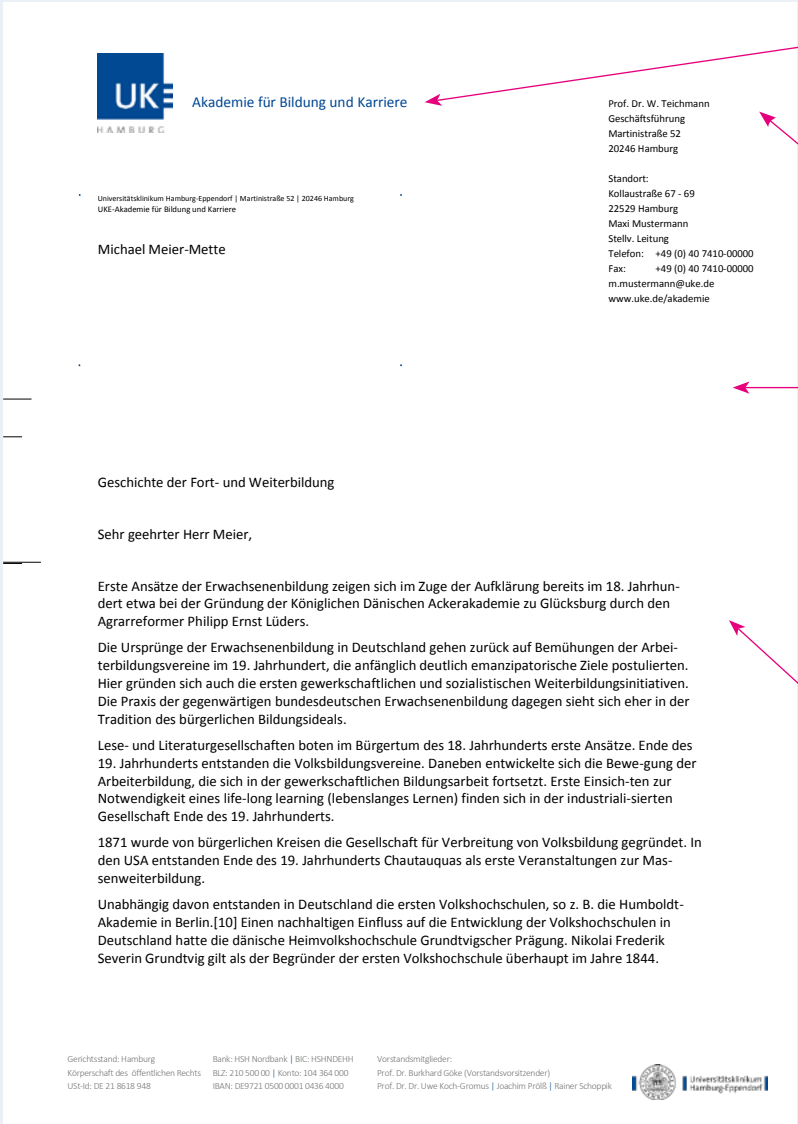 UKE
HAMBURG
Akademie für Bildung und Karriere
Prof. Dr. W. Teichmann
Geschäftsführung
Martinistraße 52
20246 Hamburg
Standort:
Kollaustraße 67 - 69
22529 Hamburg
Maxi Mustermann
Stellv. Leitung
Telefon: +49 (0) 40 7410-00000
Fax: +49 (0) 40 7410-00000
m.mustermann@uke.de
www.uke.de/akademie
Universitätsklinikum Hamburg-Eppendorf | Martinistraße 52 | 20246 Hamburg
UKE-Akademie für Bildung und Karriere
Michael Meier-Mette
Geschichte der Fort- und Weiterbildung
Sehr geehrter Herr Meier,
Erste Ansätze der Erwachsenenbildung zeigen sich im Zuge der Aufklärung bereits im 18. Jahrhun-
dert etwa bei der Gründung der Königlichen Dänischen Ackerakademie zu Glücksburg durch den
Agrarreformer Philipp Ernst Lüders.
Die Ursprünge der Erwachsenenbildung in Deutschland gehen zurück auf Bemühungen der Arbei-
terbildungsvereine im 19. Jahrhundert, die anfänglich deutlich emanzipatorische Ziele postulierten.
Hier gründen sich auch die ersten gewerkschaftlichen und sozialistischen Weiterbildungsinitiativen.
Die Praxis der gegenwärtigen bundesdeutschen Erwachsenenbildung dagegen sieht sich eher in der
Tradition des bürgerlichen Bildungsideals.
Lese- und Literaturgesellschaften boten im Bürgertum des 18. Jahrhunderts erste Ansätze. Ende des
19. Jahrhunderts entstanden die Volksbildungsvereine. Daneben entwickelte sich die Bewe-gung der
Arbeiterbildung, die sich in der gewerkschaftlichen Bildungsarbeit fortsetzt. Erste Einsich-ten zur
Notwendigkeit eines life-long learning (lebenslanges Lernen) finden sich in der industriali-sierten
Gesellschaft Ende des 19. Jahrhunderts.
1871 wurde von bürgerlichen Kreisen die Gesellschaft für Verbreitung von Volksbildung gegründet. In
den USA entstanden Ende des 19. Jahrhunderts Chautauquas als erste Veranstaltungen zur Mas-
senweiterbildung.
Unabhängig davon entstanden in Deutschland die ersten Volkshochschulen, so z. B. die Humboldt-
Akademie in Berlin.[10] Einen nachhaltigen Einfluss auf die Entwicklung der Volkshochschulen in
Deutschland hatte die dänische Heimvolkshochschule Grundtvigscher Prägung. Nikolai Frederik
Severin Grundtvig gilt als der Begründer der ersten Volkshochschule überhaupt im Jahre 1844.
Gerichtsstand: Hamburg
Körperschaft des öffentlichen Rechts
USt-Id: DE 21 8618 948
Bank: HSH Nordbank | BIC: HSHNDEHH
BLZ: 210 500 00 | Konto: 104 364 000
IBAN: DE9721 0500 0001 0436 4000
Vorstandsmitglieder:
Prof. Dr. Burkhard Göke (Vorstandsvorsitzender)
Prof. Dr. Dr. Uwe Koch-Gromus | Joachim Prölß | Rainer Schoppik
Universitätsklinikum
Hamburg-Eppendorf